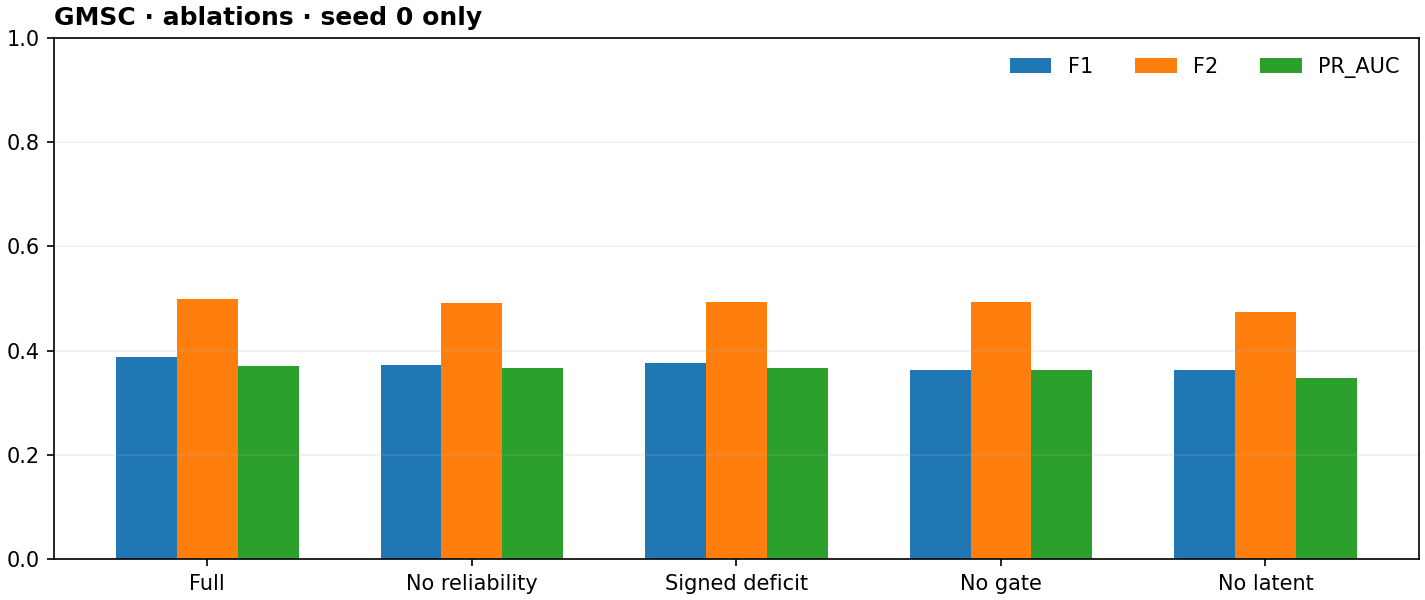 GMSC · ablations · seed 0 only
1.0
F1 F2 PR_AUC
0.8
0.6
0.4
0.2
0.0
Full No reliability Signed deficit No gate No latent